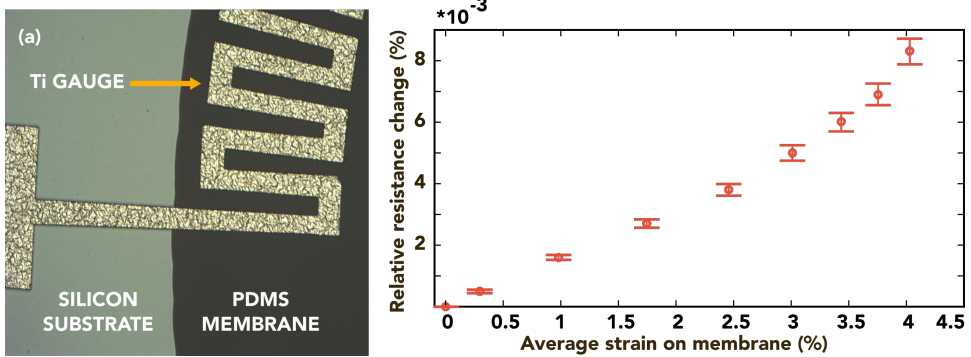 (a)
Ti GAUGE
SILICON
SUBSTRATE
PDMS
MEMBRANE
*10⁻³
Relative resistance change (%)
8
6
4
2
0 0.5 1 1.5 2 2.5 3 3.5 4 4.5
Average strain on membrane (%)